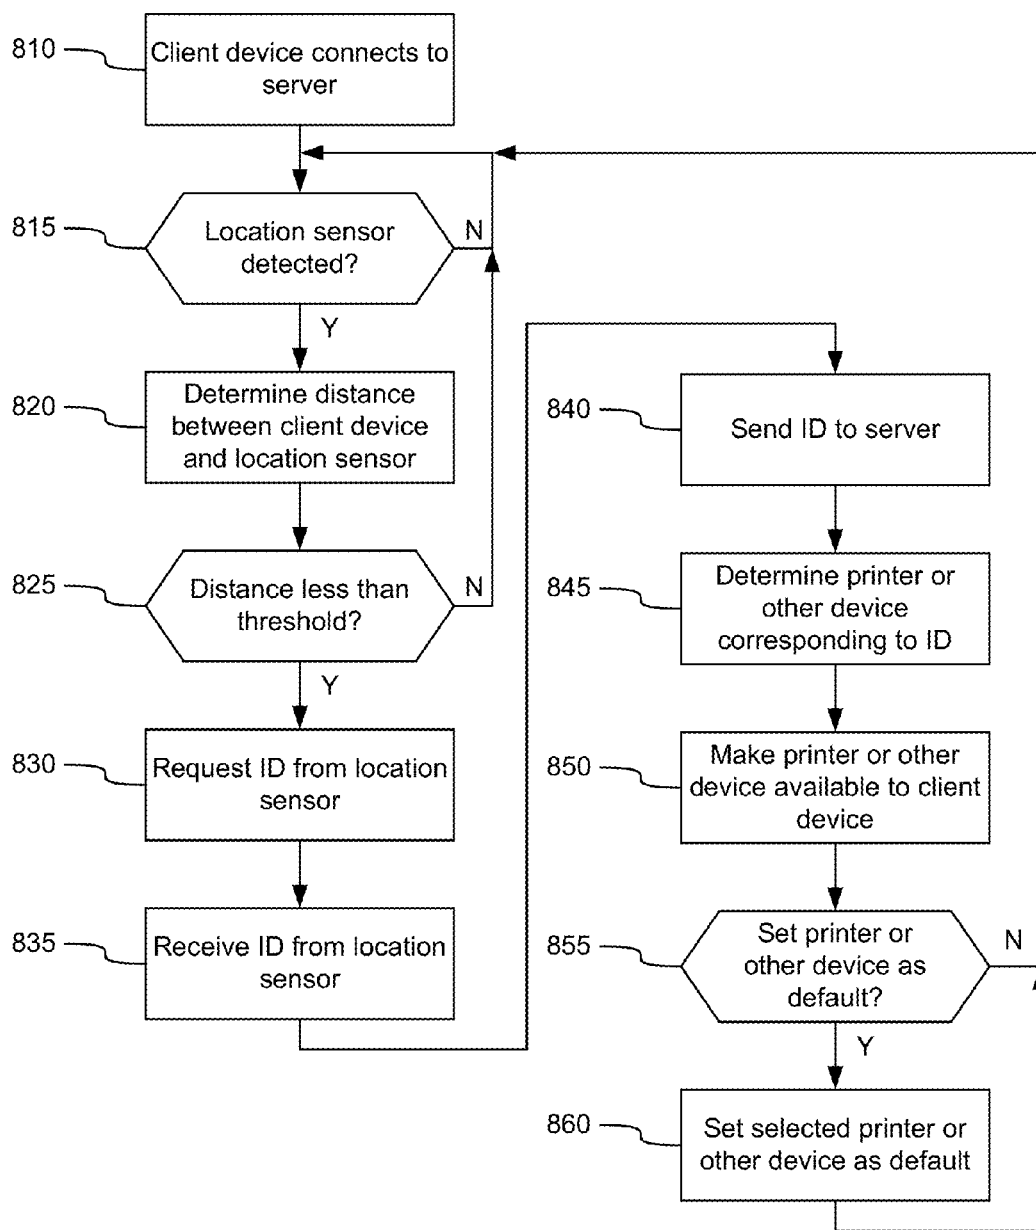 810
Client device connects to
server
815
Location sensor
detected?
N
Y
820
Determine distance
between client device
and location sensor
825
Distance less than
threshold?
N
Y
830
Request ID from location
sensor
835
Receive ID from location
sensor
840
Send ID to server
845
Determine printer or
other device
corresponding to ID
850
Make printer or other
device available to client
device
855
Set printer or
other device as
default?
N
Y
860
Set selected printer or
other device as default